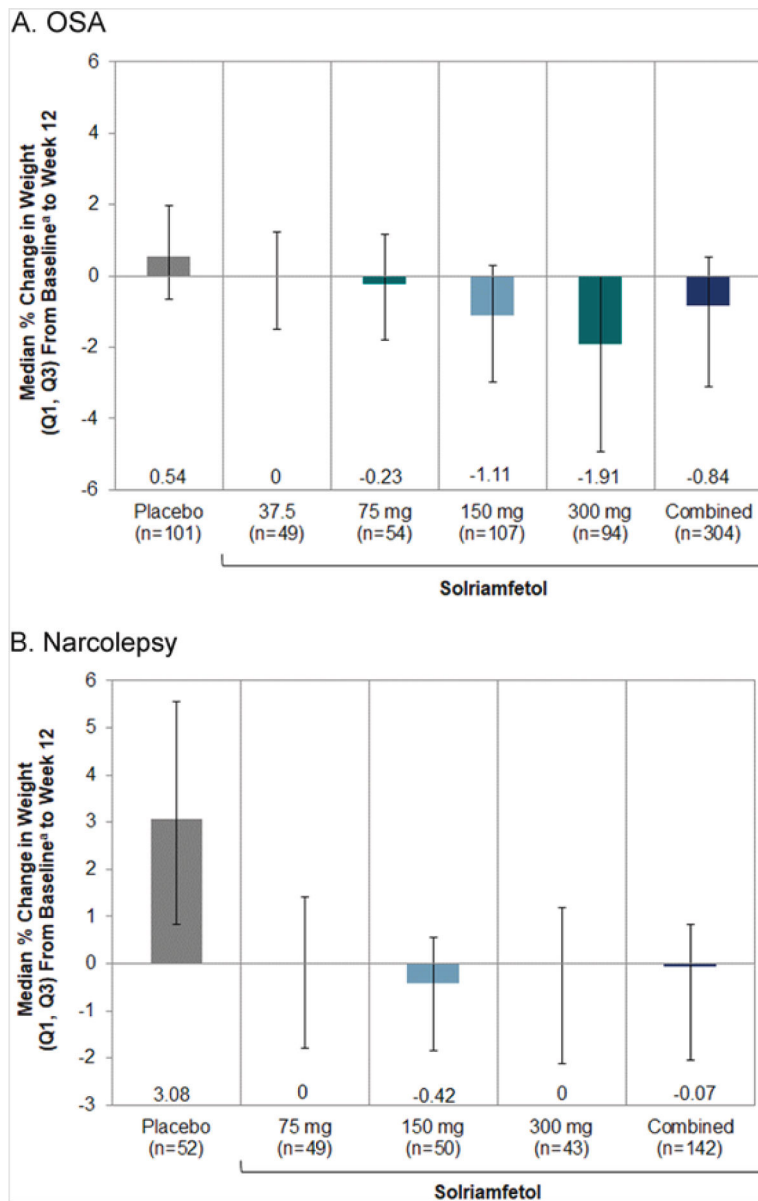 A. OSA
Median % Change in Weight
(Q1, Q3) From Baselineᵃ to Week 12
6
4
2
0
-2
-4
-6
0.54 0 -0.23 -1.11 -1.91 -0.84
Placebo 37.5 75 mg 150 mg 300 mg Combined
(n=101) (n=49) (n=54) (n=107) (n=94) (n=304)
Solriamfetol
B. Narcolepsy
Median % Change in Weight
(Q1, Q3) From Baselineᵃ to Week 12
6
5
4
3
2
1
0
-1
-2
-3
3.08 0 -0.42 0 -0.07
Placebo 75 mg 150 mg 300 mg Combined
(n=52) (n=49) (n=50) (n=43) (n=142)
Solriamfetol